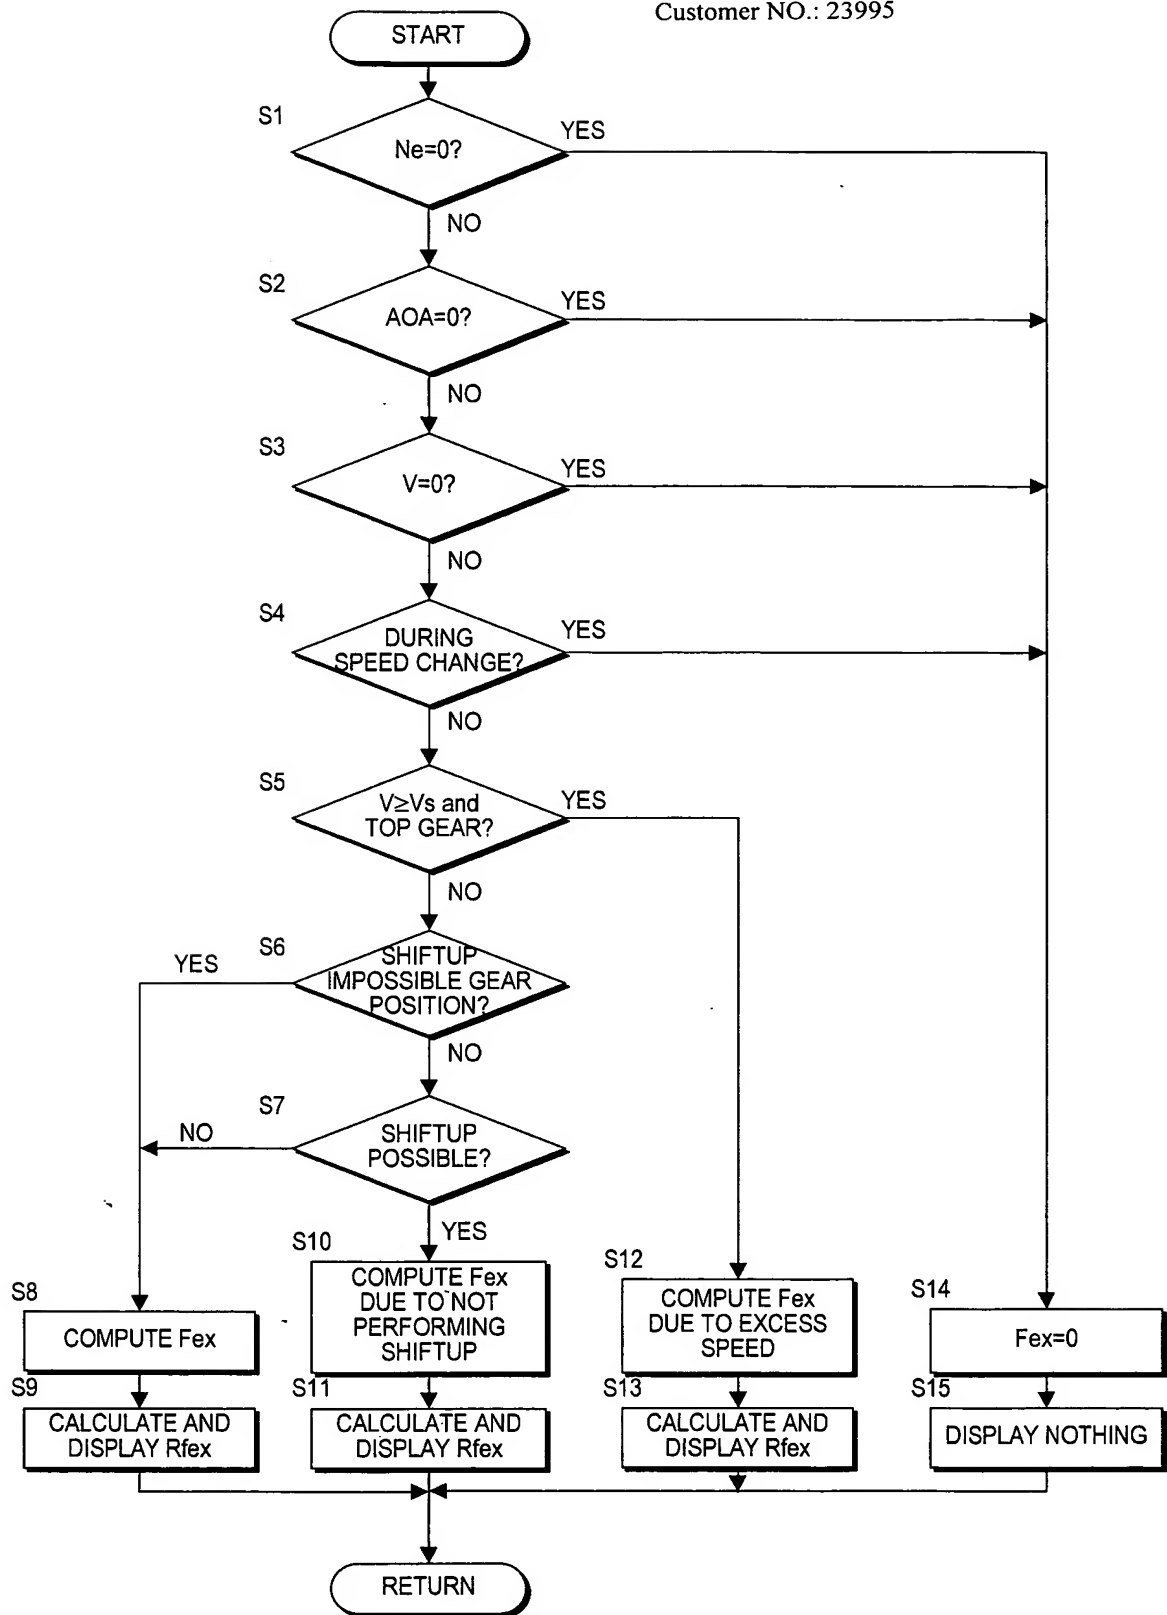 Customer NO.: 23995
START
S1
Ne=0?
YES
NO
S2
AOA=0?
YES
NO
S3
V=0?
YES
NO
S4
DURING
SPEED CHANGE?
YES
NO
S5
V≥Vs and
TOP GEAR?
YES
NO
S6
SHIFTUP
IMPOSSIBLE GEAR
POSITION?
YES
NO
S7
SHIFTUP
POSSIBLE?
NO
YES
S8
COMPUTE Fex
S9
CALCULATE AND
DISPLAY Rfex
S10
COMPUTE Fex
DUE TO NOT
PERFORMING
SHIFTUP
S11
CALCULATE AND
DISPLAY Rfex
S12
COMPUTE Fex
DUE TO EXCESS
SPEED
S13
CALCULATE AND
DISPLAY Rfex
S14
Fex=0
S15
DISPLAY NOTHING
RETURN